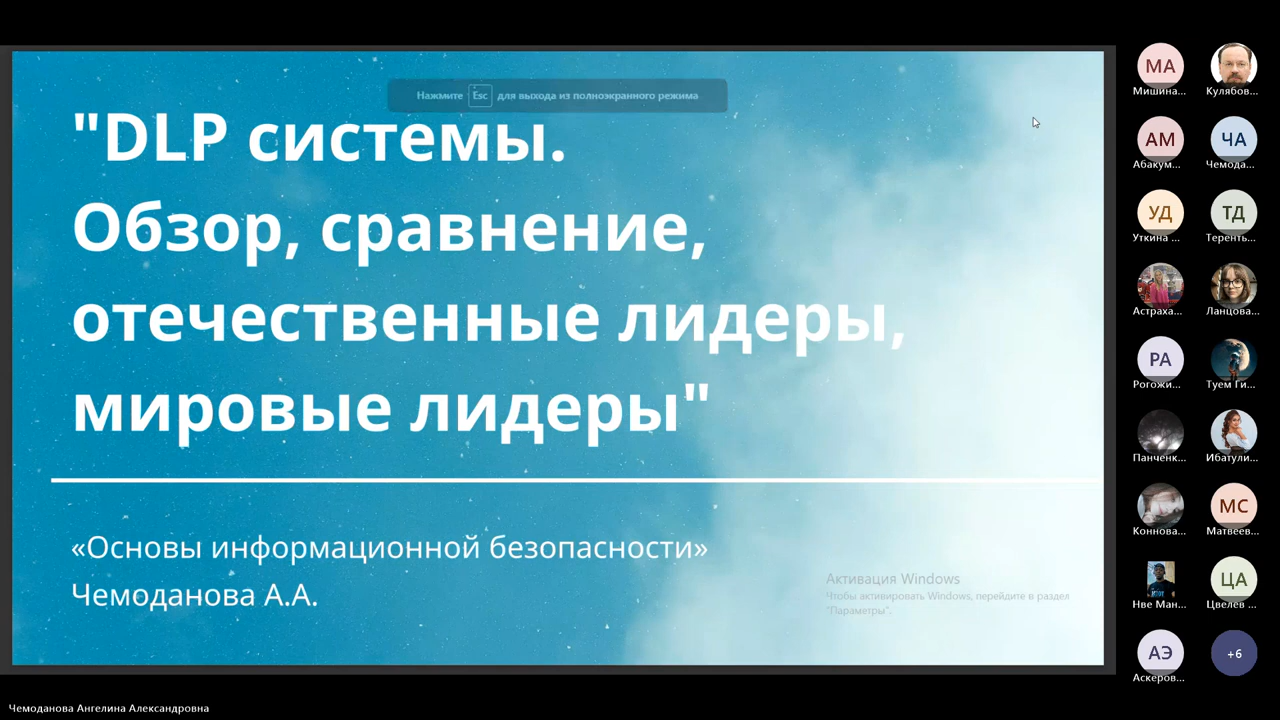 Нажмите Esc для выхода из полноэкранного режима
"DLP системы.
Обзор, сравнение,
отечественные лидеры,
мировые лидеры"
«Основы информационной безопасности»
Чемоданова А.А.
Активация Windows
Чтобы активировать Windows, перейдите в раздел
"Параметры".
МА
Мишина...
Кулябов...
АМ
Абакум...
ЧА
Чемода...
УД
Уткина ...
ТД
Теренть...
Астраха...
Ланцова...
РА
Рогожи...
Туем Ги...
Панченк...
Ибатули...
Коннова...
МС
Матвеев...
Нве Ман...
ЦА
Цвелев ...
АЭ
Аскеров...
+6
Чемоданова Ангелина Александровна